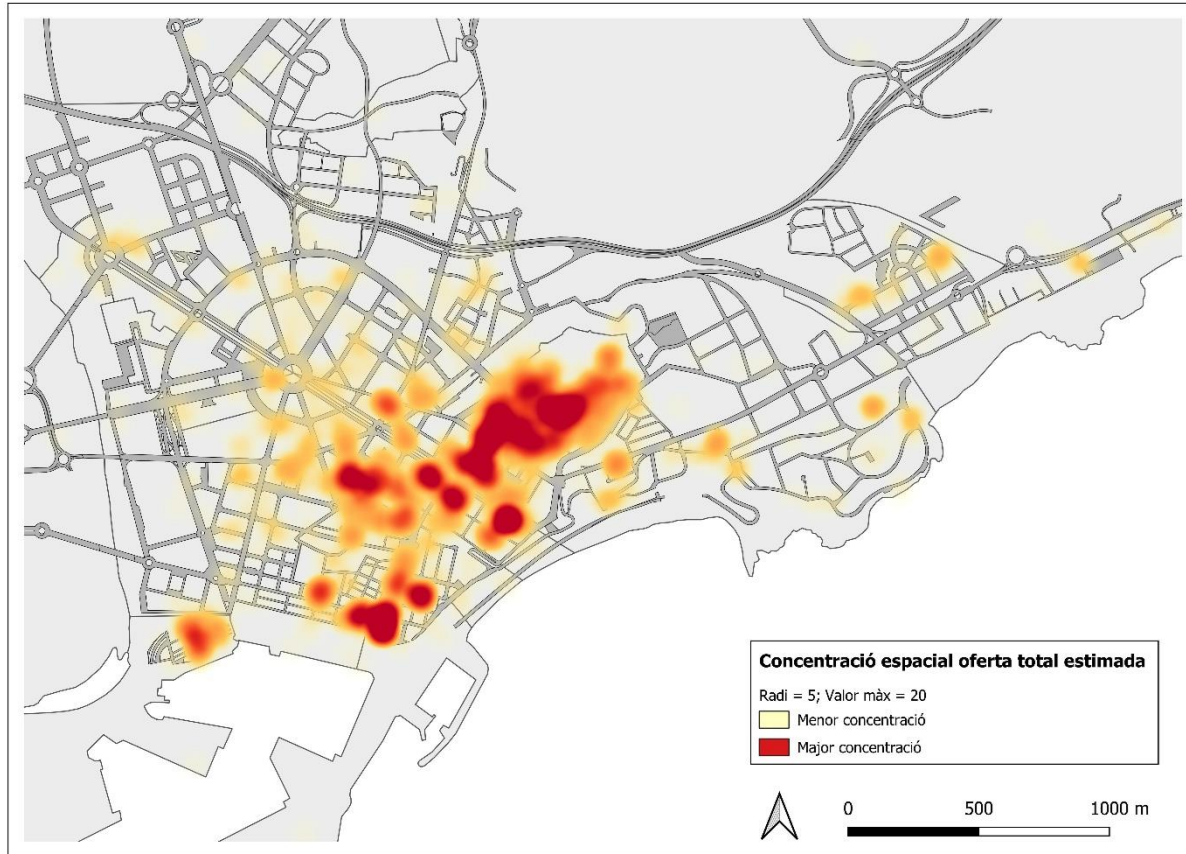 Concentració espacial oferta total estimada
Radi = 5; Valor màx = 20
Menor concentració
Major concentració
0 500 1000 m